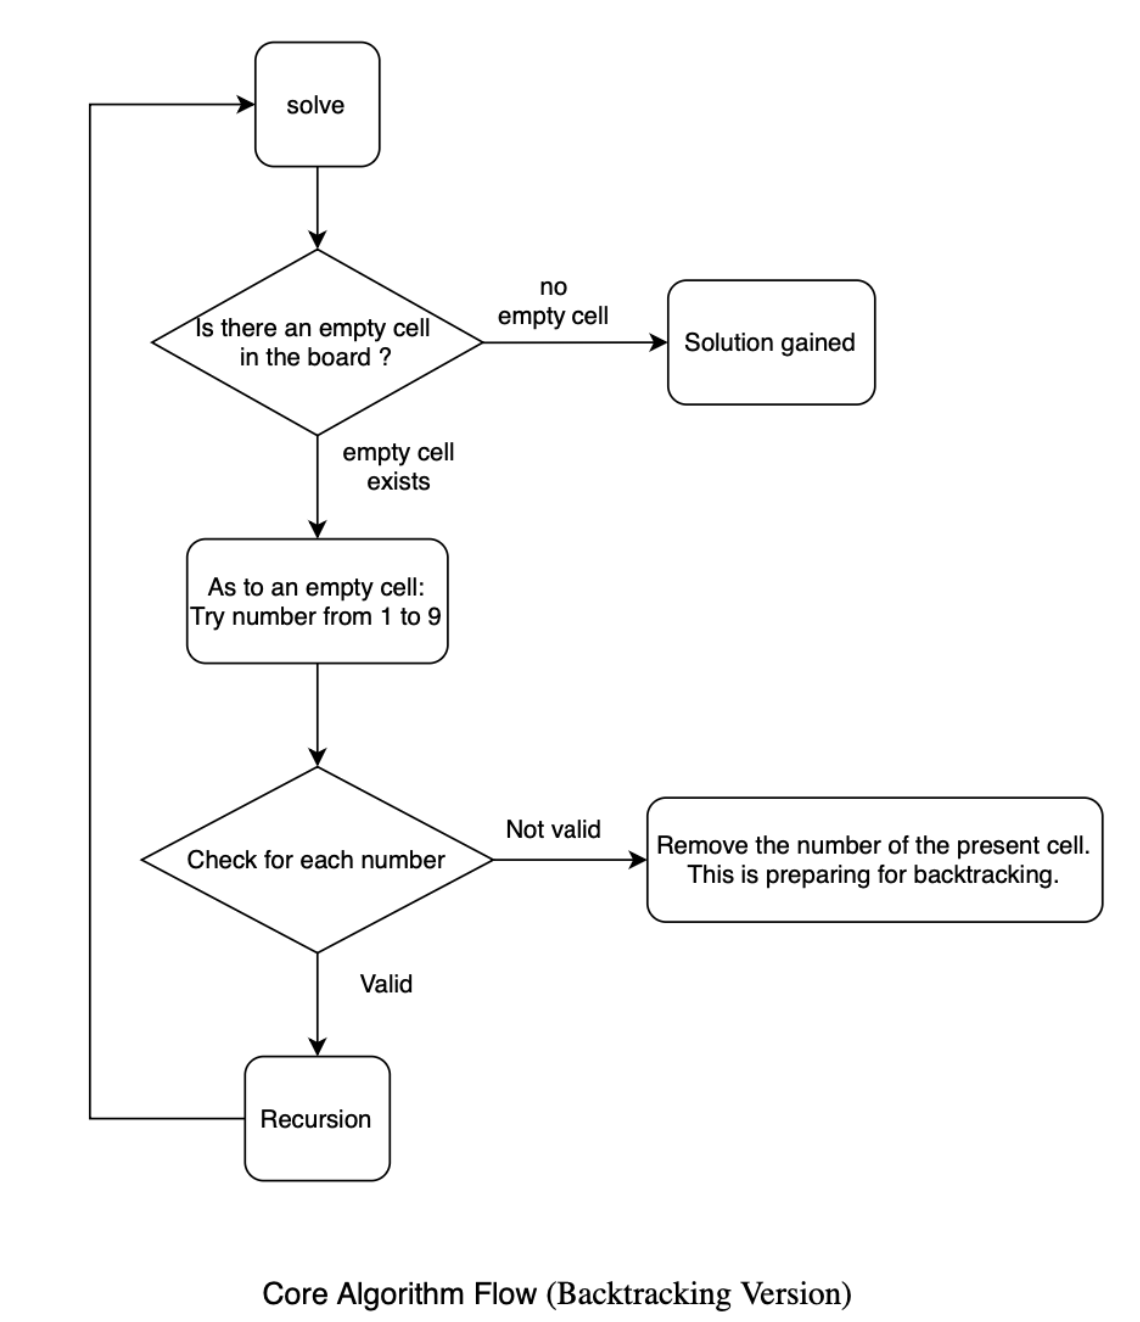 solve
Is there an empty cell
in the board ?
no
empty cell
Solution gained
empty cell
exists
As to an empty cell:
Try number from 1 to 9
Check for each number
Not valid
Remove the number of the present cell.
This is preparing for backtracking.
Valid
Recursion
Core Algorithm Flow (Backtracking Version)